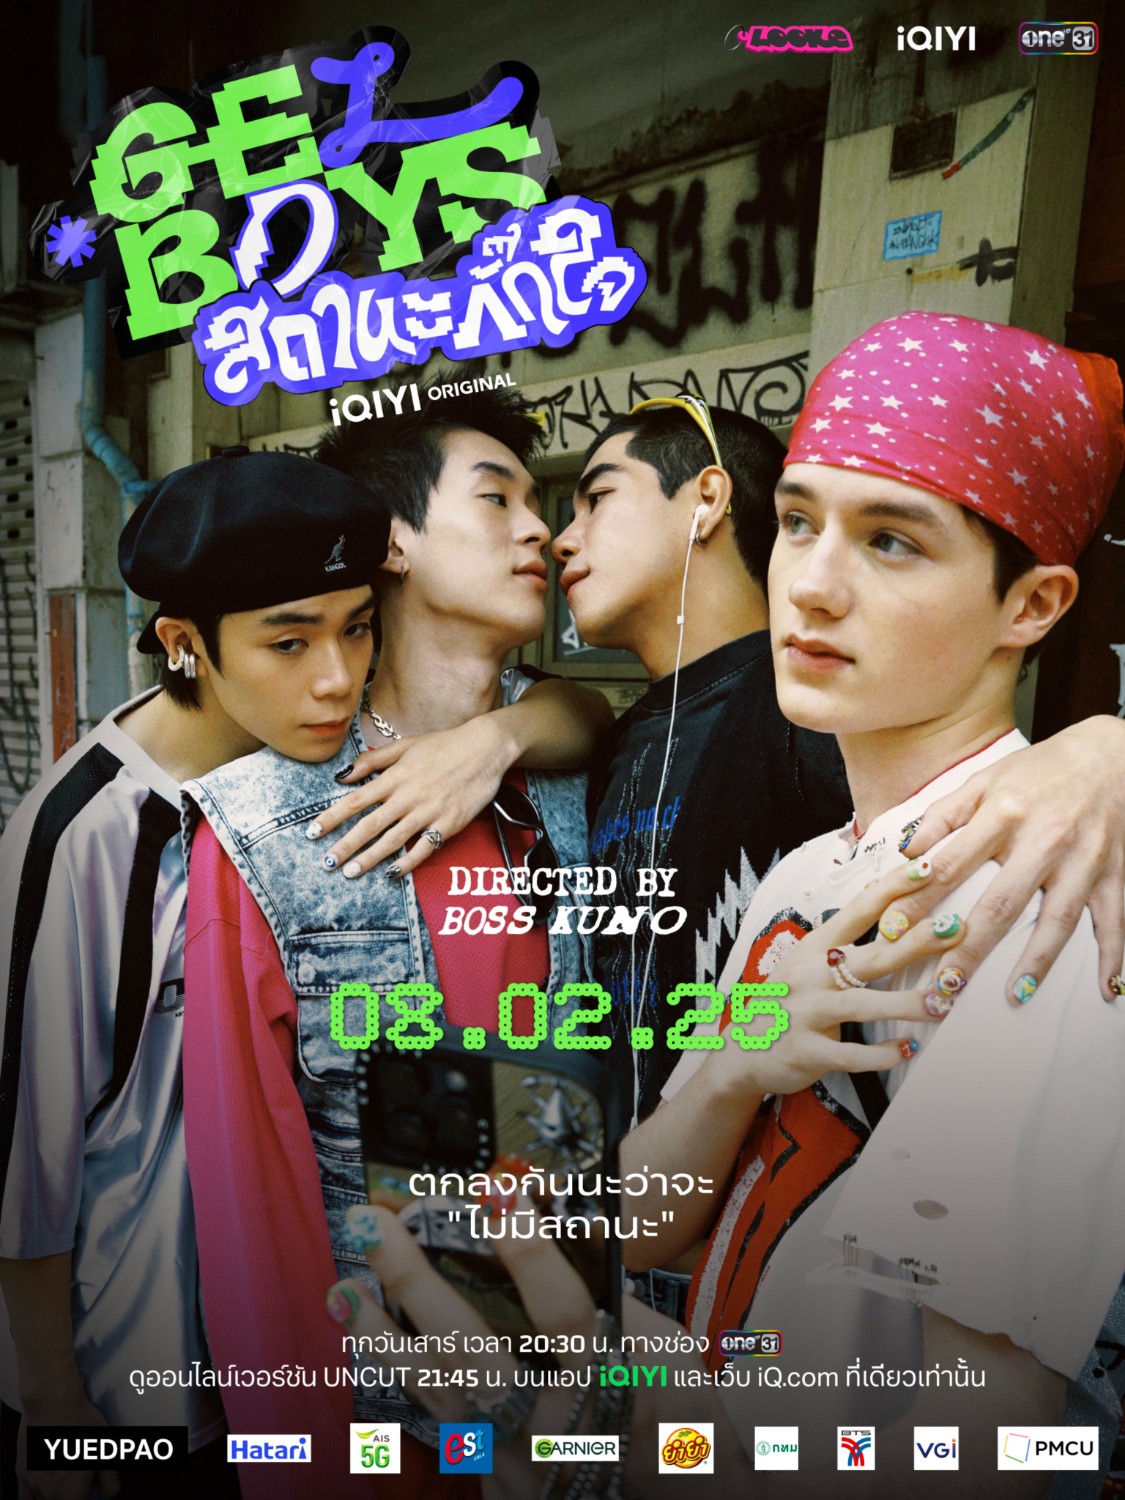 LOOKE iQIYI one 31
GEL
BOYS
สถานะกั๊กใจ
iQIYI ORIGINAL
KANGOL
DIRECTED BY
BOSS KUNO
08.02.25
ตกลงกันนะว่าจะ
"ไม่มีสถานะ"
ทุกวันเสาร์ เวลา 20:30 น. ทางช่อง one 31
ดูออนไลน์เวอร์ชัน UNCUT 21:45 น. บนแอป iQIYI และเว็บ iQ.com ที่เดียวเท่านั้น
YUEDPAO Hatari AIS 5G est COLA GARNIER ยำยำ กทม BTS VGI PMCU